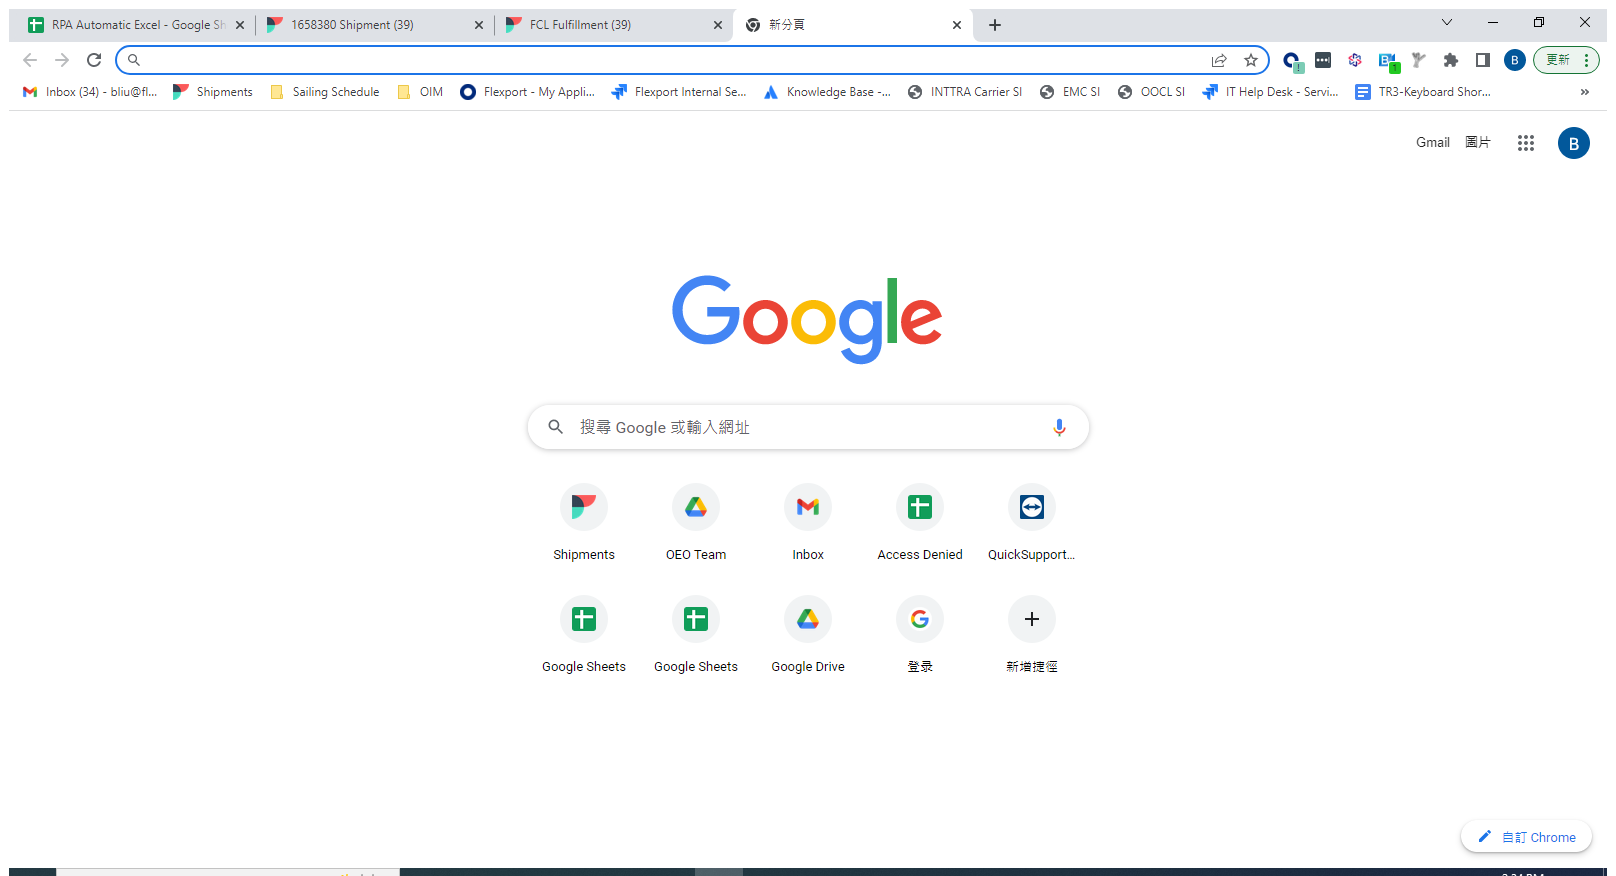 RPA Automatic Excel - Google Sh
1658380 Shipment (39)
FCL Fulfillment (39)
新分頁
B
1
B
更新
Inbox (34) - bliu@fl...
Shipments
Sailing Schedule
OIM
Flexport - My Appli...
Flexport Internal Se...
Knowledge Base -...
INTTRA Carrier SI
EMC SI
OOCL SI
IT Help Desk - Servi...
TR3-Keyboard Shor...
»
Gmail
圖片
B
Google
搜尋 Google 或輸入網址
Shipments
OEO Team
Inbox
Access Denied
QuickSupport...
Google Sheets
Google Sheets
Google Drive
登录
新增捷徑
自訂 Chrome